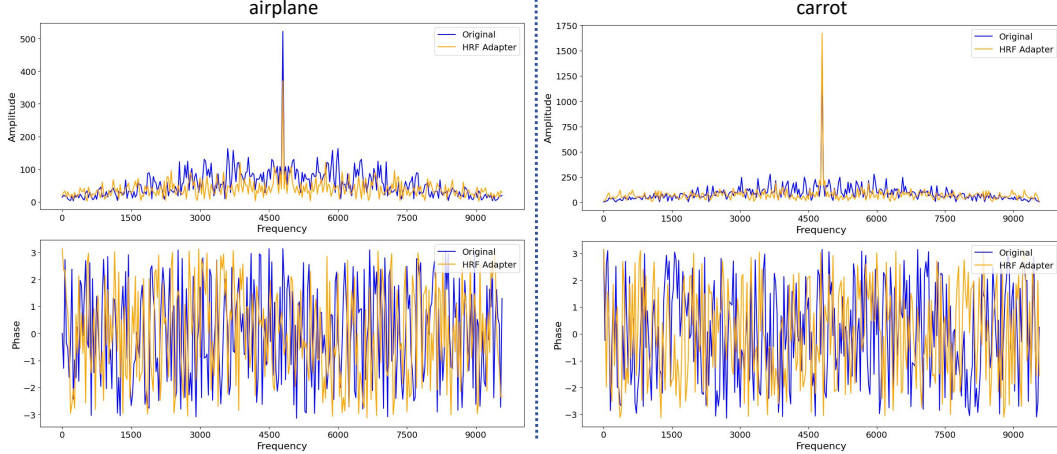 airplane
Original
HRF Adapter
500
400
300
200
100
0
Amplitude
0 1500 3000 4500 6000 7500 9000
Frequency
Original
HRF Adapter
3
2
1
0
−1
−2
−3
Phase
0 1500 3000 4500 6000 7500 9000
Frequency
carrot
Original
HRF Adapter
1750
1500
1250
1000
750
500
250
0
Amplitude
0 1500 3000 4500 6000 7500 9000
Frequency
Original
HRF Adapter
3
2
1
0
−1
−2
−3
Phase
0 1500 3000 4500 6000 7500 9000
Frequency